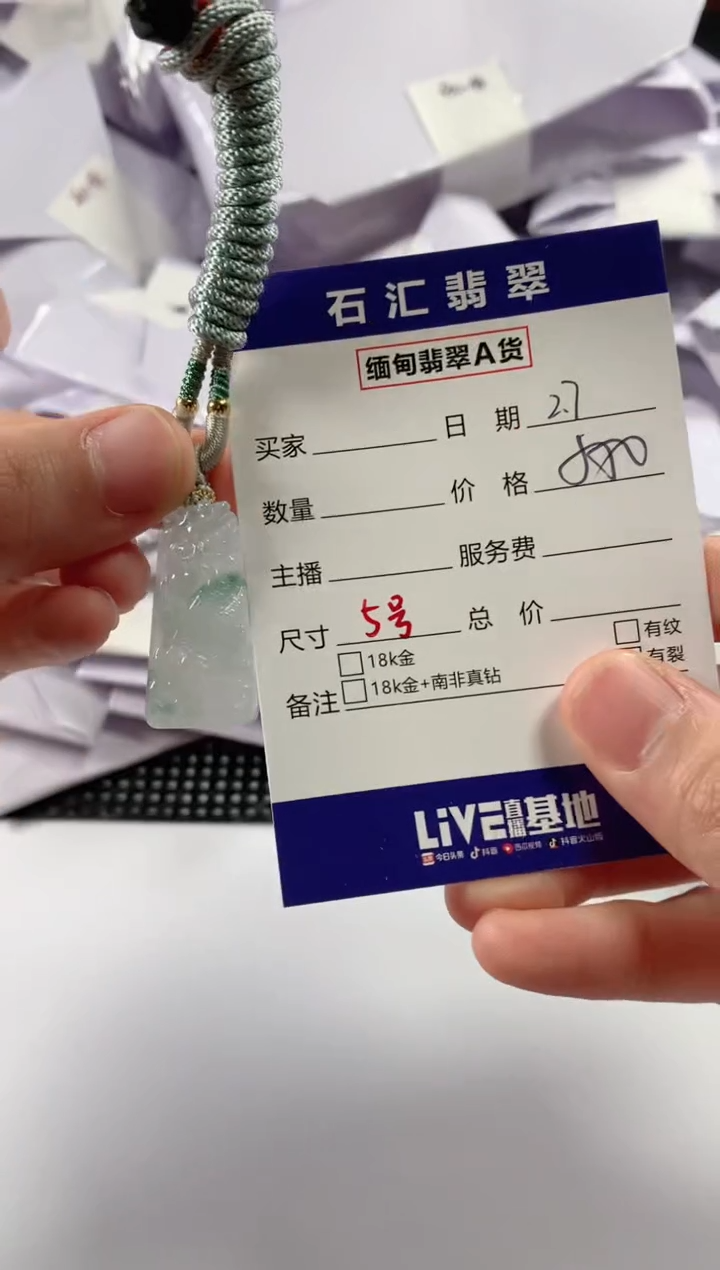 石汇翡翠
缅甸翡翠A货
买家 日期 2.7
数量 价格
主播 服务费
尺寸 5号 总价
18k金 有纹
备注 18k金+南非真钻 有裂
LiVE直播基地
今日头条 抖音 西瓜视频 抖音火山版